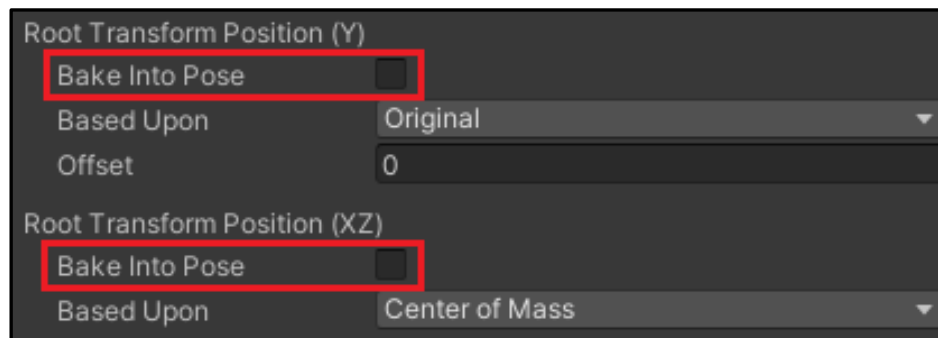 Root Transform Position (Y)
Bake Into Pose
Based Upon Original
Offset 0
Root Transform Position (XZ)
Bake Into Pose
Based Upon Center of Mass